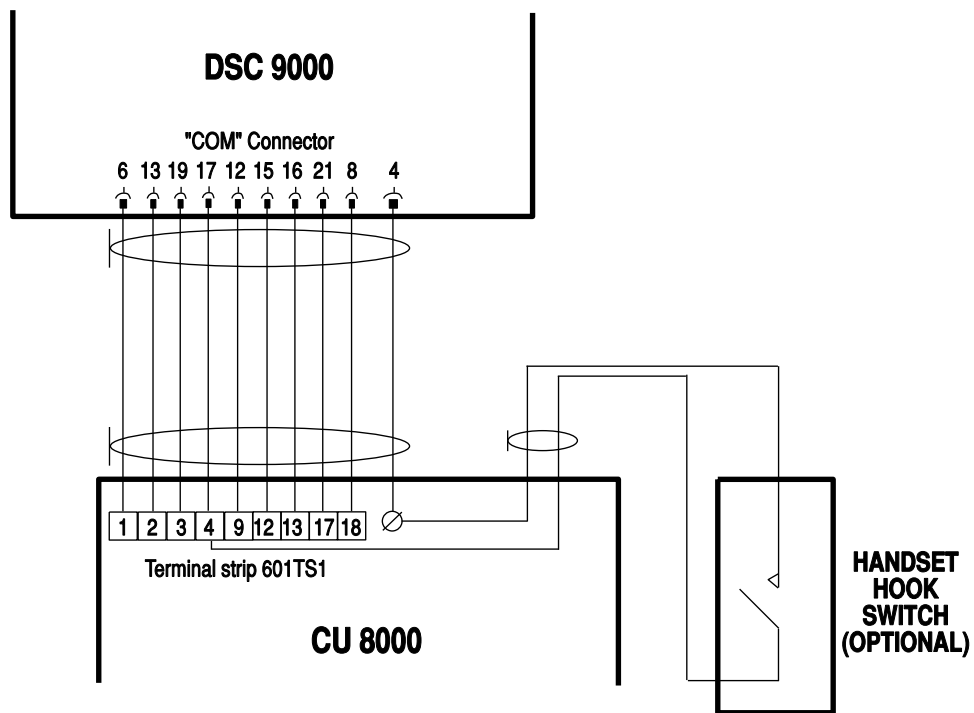 DSC 9000
"COM" Connector
6 13 19 17 12 15 16 21 8 4
1 2 3 4 9 12 13 17 18
Terminal strip 601TS1
CU 8000
HANDSET
HOOK
SWITCH
(OPTIONAL)